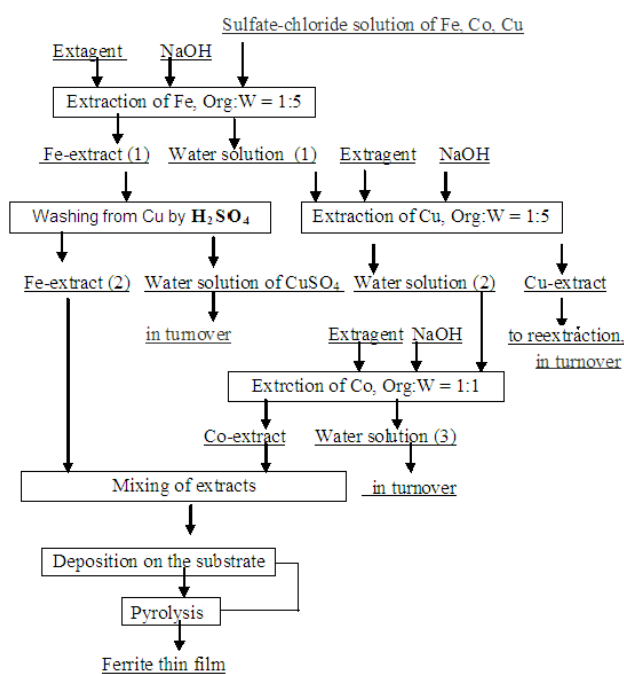 Sulfate-chloride solution of Fe, Co, Cu
Extagent NaOH
Extraction of Fe, Org:W = 1:5
Fe-extract (1) Water solution (1) Extragent NaOH
Washing from Cu by H₂SO₄ Extraction of Cu, Org:W = 1:5
Fe-extract (2) Water solution of CuSO₄ Water solution (2) Cu-extract
in turnover Extragent NaOH to reextraction,
in turnover
Extrction of Co, Org:W = 1:1
Co-extract Water solution (3)
Mixing of extracts in turnover
Deposition on the substrate
Pyrolysis
Ferrite thin film